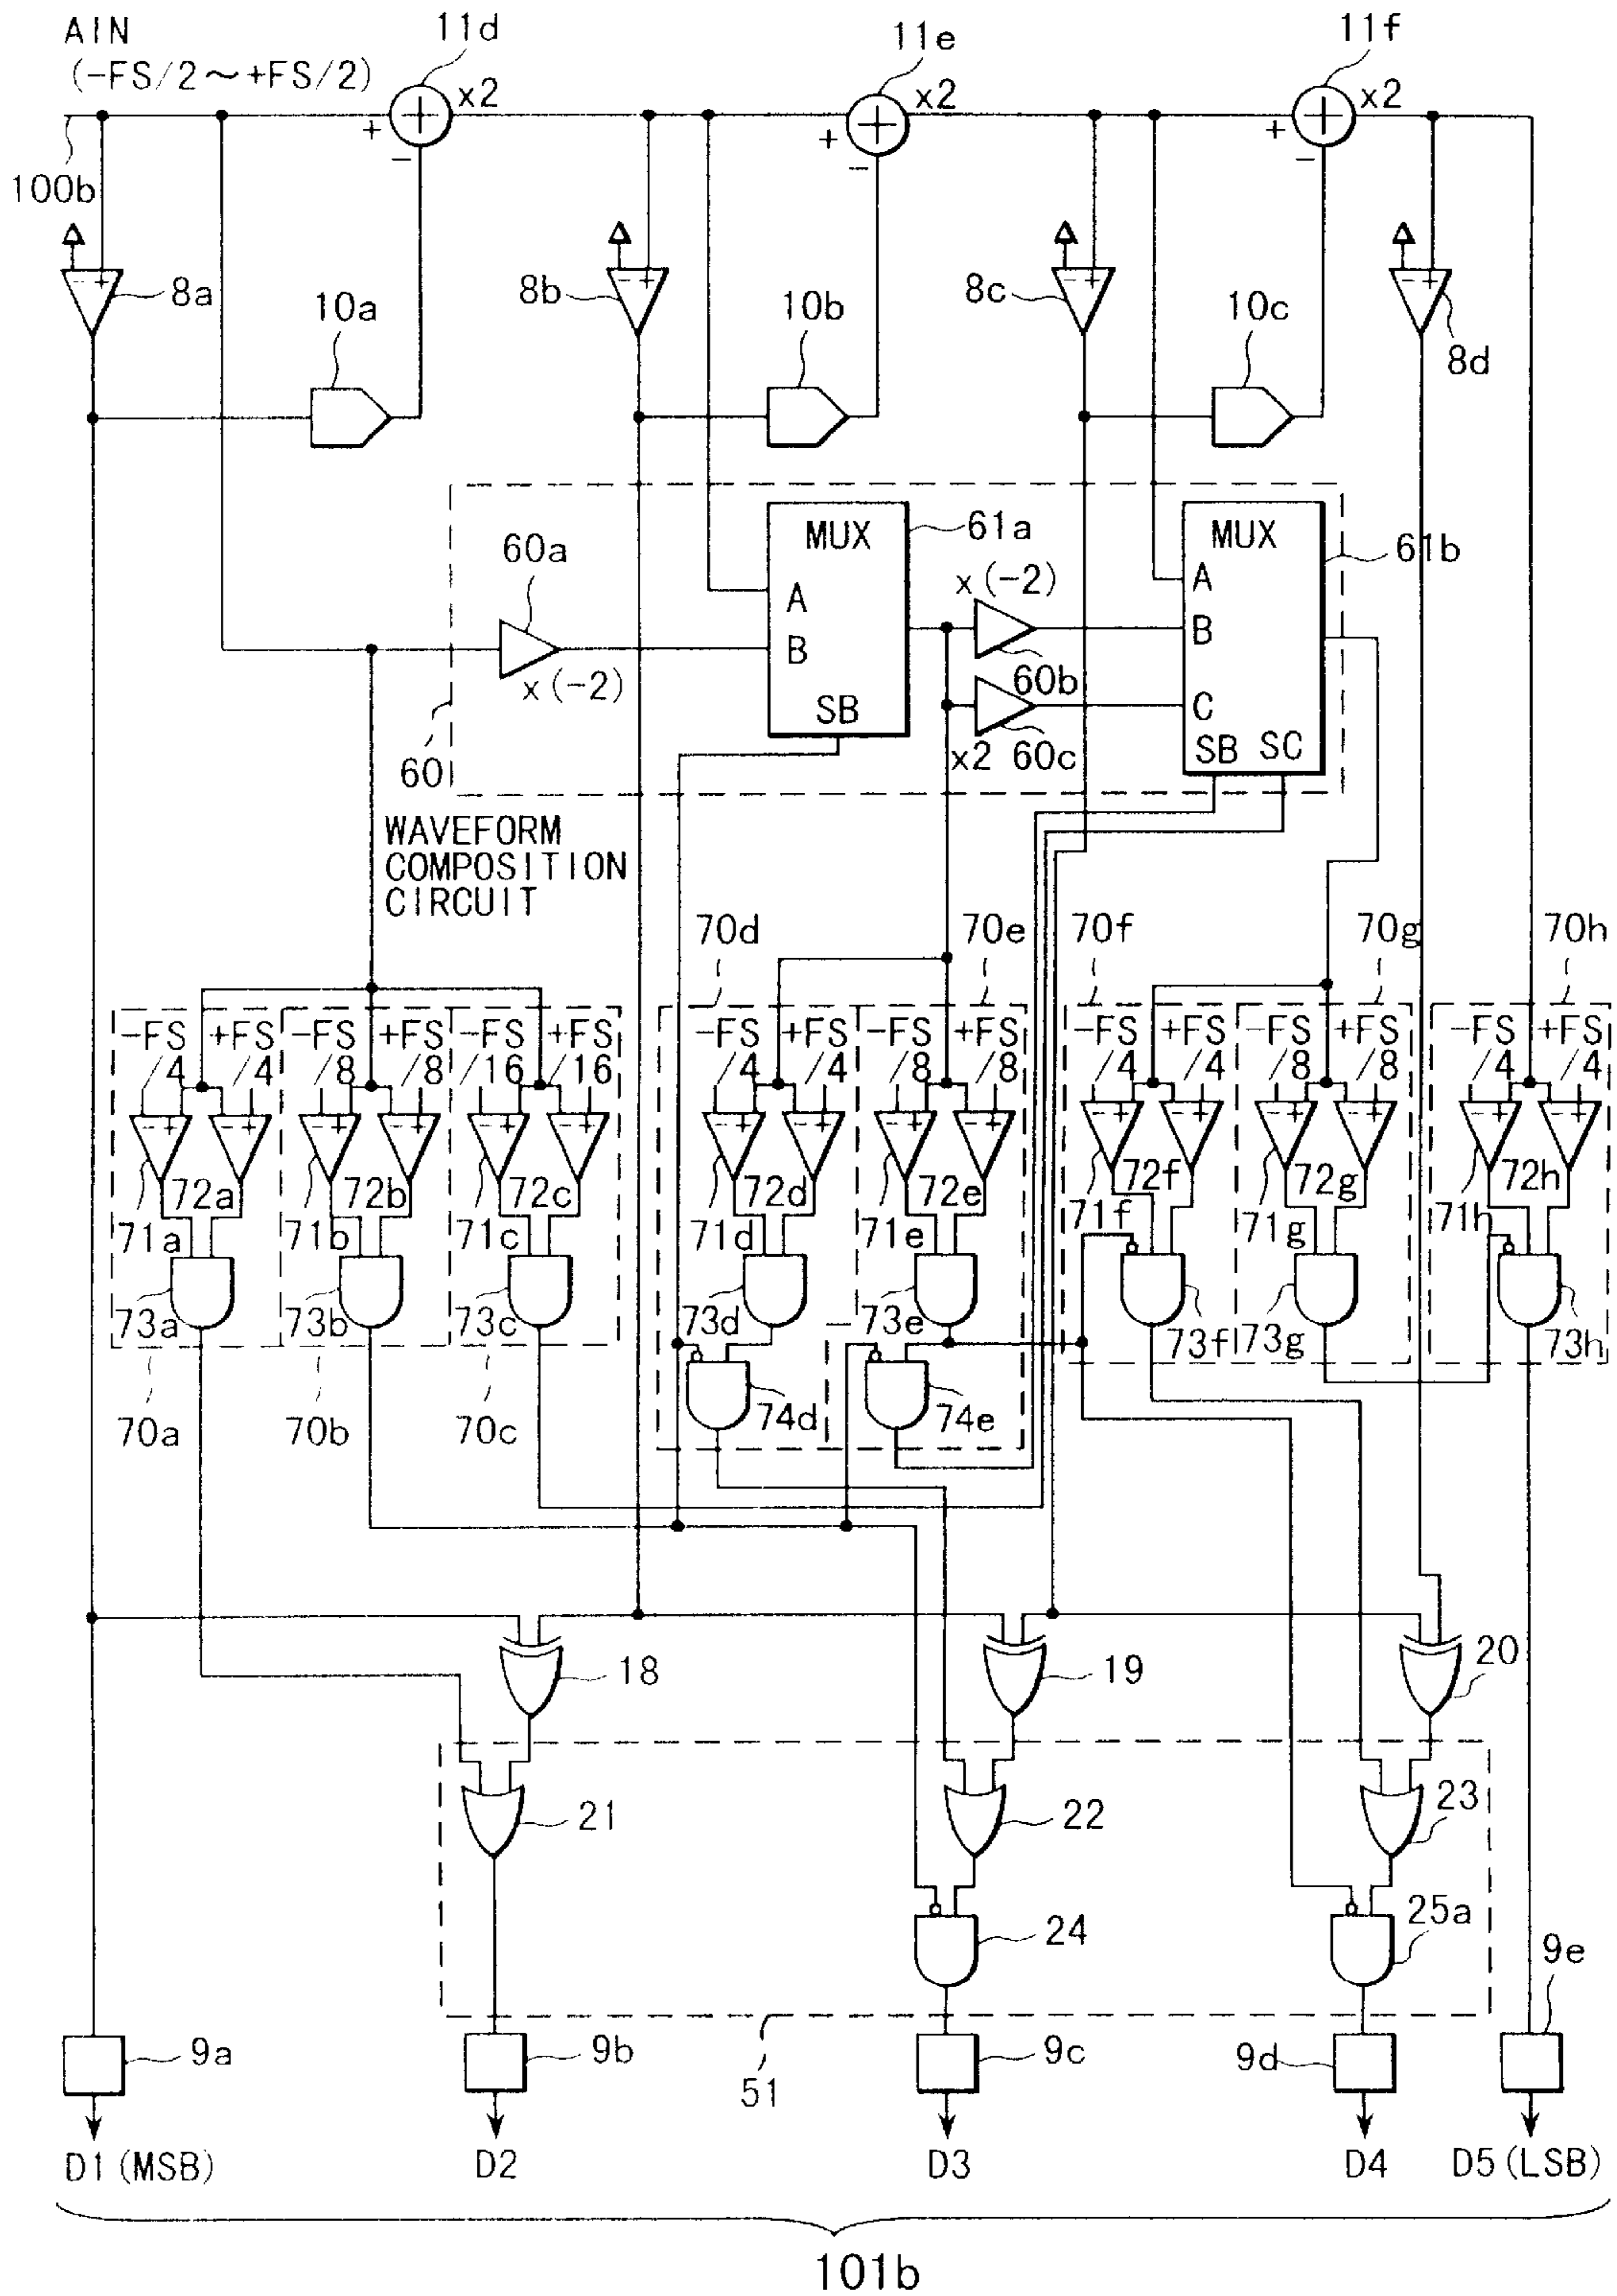 AIN
(-FS/2～+FS/2)
11d
11e
11f
x2
x2
x2
+
-
+
-
+
-
100b
8a
8b
8c
8d
10a
10b
10c
60a
x(-2)
MUX
A
B
SB
61a
x(-2)
60b
x2
60c
MUX
A
B
C
SB SC
61b
60
WAVEFORM
COMPOSITION
CIRCUIT
70d
70e
70f
70g
70h
-FS/4
+FS/4
-FS/8
+FS/8
-FS/16
+FS/16
-FS/4
+FS/4
-FS/8
+FS/8
-FS/4
+FS/4
-FS/8
+FS/8
-FS/4
+FS/4
72a
72b
72c
72d
72e
72f
72g
72h
71a
71b
71c
71d
71e
71f
71g
71h
73a
73b
73c
73d
73e
73f
73g
73h
70a
70b
70c
74d
74e
18
19
20
21
22
23
24
25a
51
9a
9b
9c
9d
9e
D1(MSB)
D2
D3
D4
D5(LSB)
101b